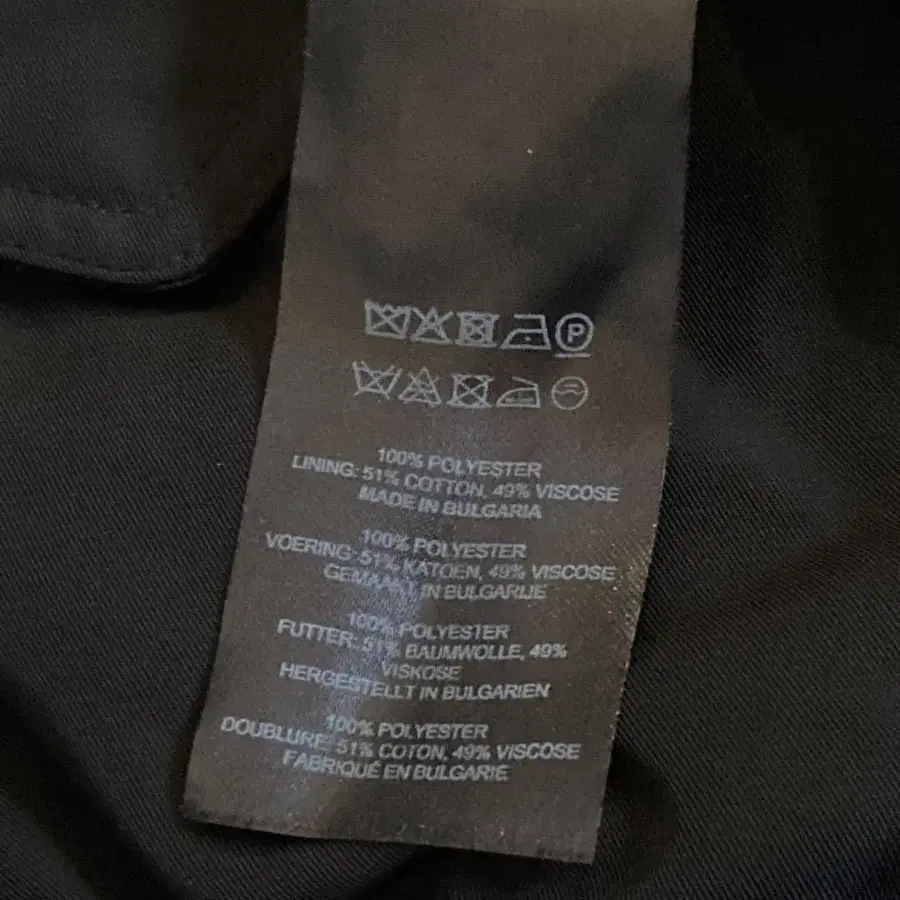 P
100% POLYESTER
LINING: 51% COTTON, 49% VISCOSE
MADE IN BULGARIA
100% POLYESTER
VOERING: 51% KATOEN, 49% VISCOSE
GEMAAKT IN BULGARIJE
100% POLYESTER
FUTTER: 51% BAUMWOLLE, 49%
VISKOSE
HERGESTELLT IN BULGARIEN
100% POLYESTER
DOUBLURE: 51% COTON, 49% VISCOSE
FABRIQUÉ EN BULGARIE